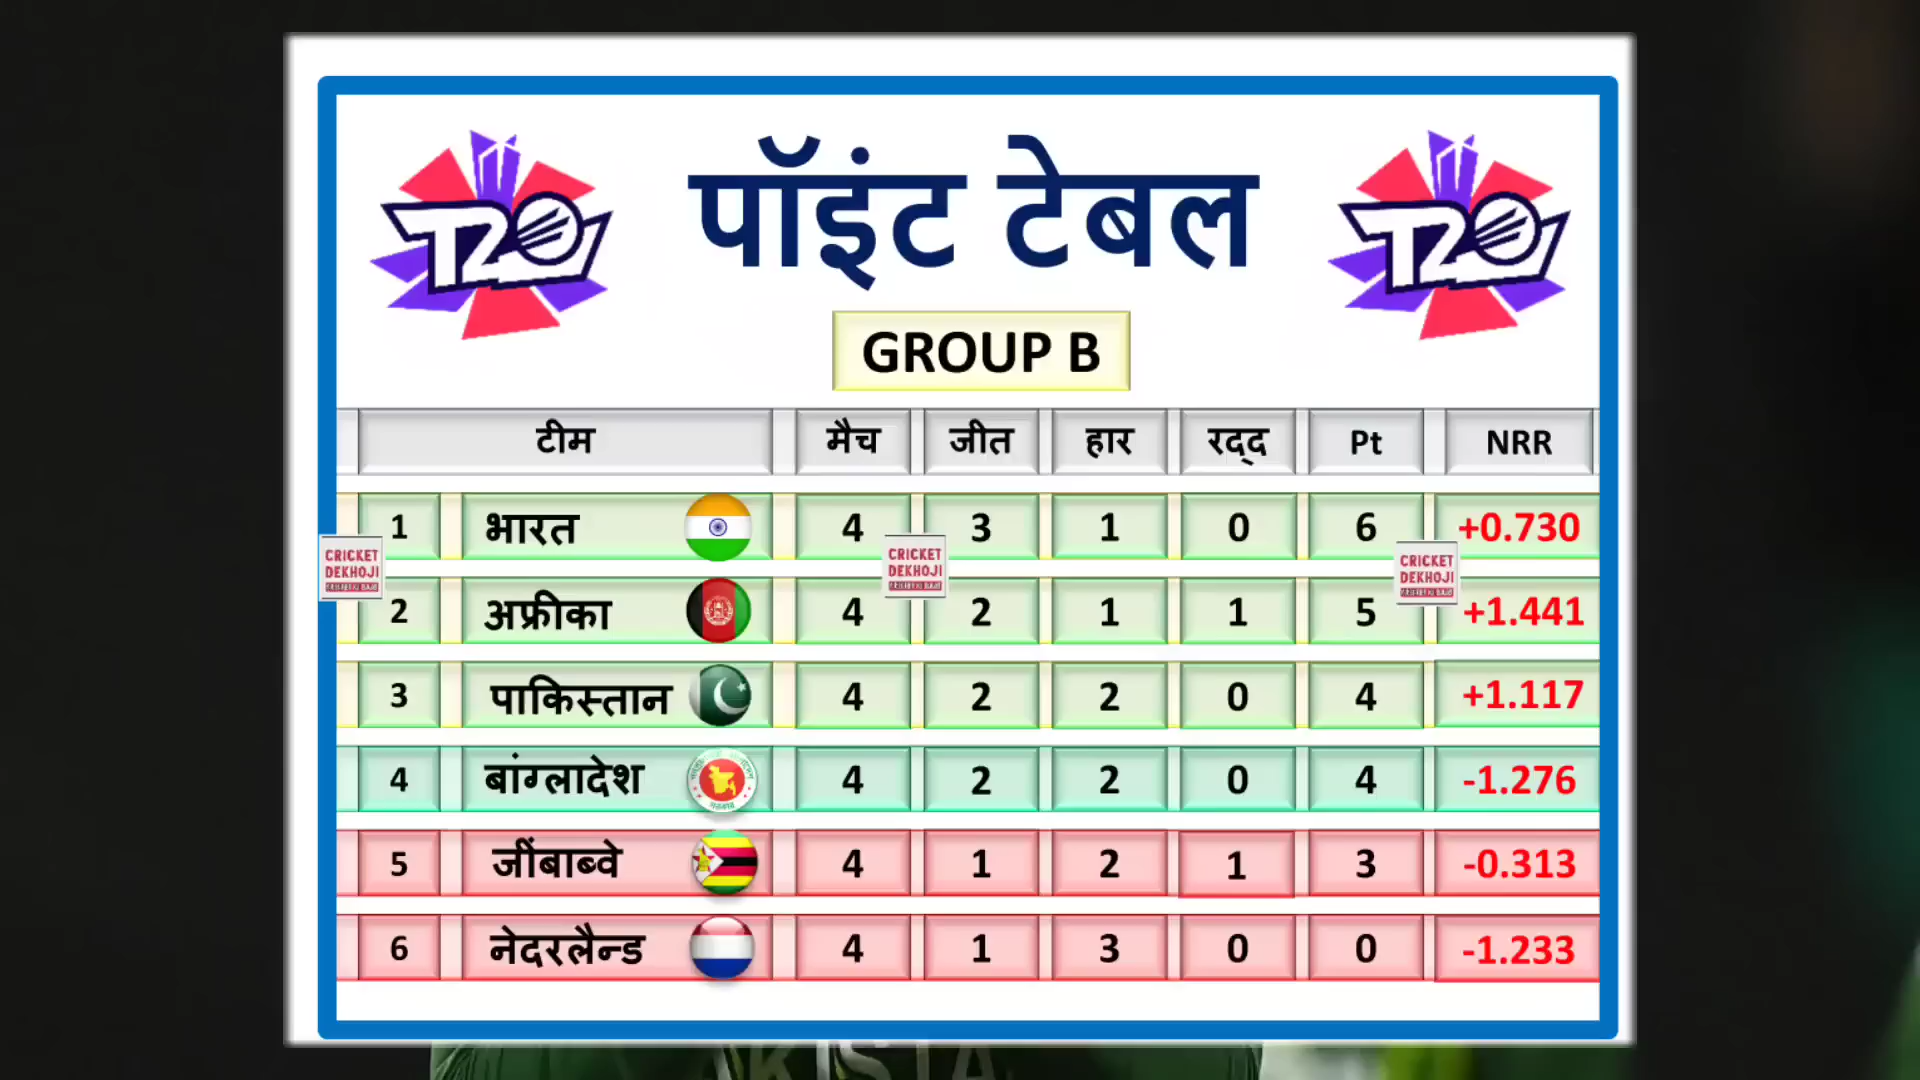 T20 T20
पॉइंट टेबल
GROUP B
टीम मैच जीत हार रद्द Pt NRR
1 भारत 4 3 1 0 6 +0.730
CRICKET DEKHOJI CRICKET DEKHOJI CRICKET DEKHOJI
2 अफ्रीका 4 2 1 1 5 +1.441
3 पाकिस्तान 4 2 2 0 4 +1.117
4 बांग्लादेश 4 2 2 0 4 -1.276
5 जींबाब्वे 4 1 2 1 3 -0.313
6 नेदरलैन्ड 4 1 3 0 0 -1.233